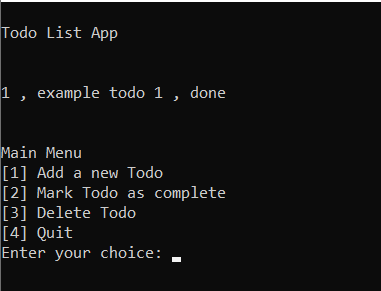 Todo List App
1 , example todo 1 , done
Main Menu
[1] Add a new Todo
[2] Mark Todo as complete
[3] Delete Todo
[4] Quit
Enter your choice: